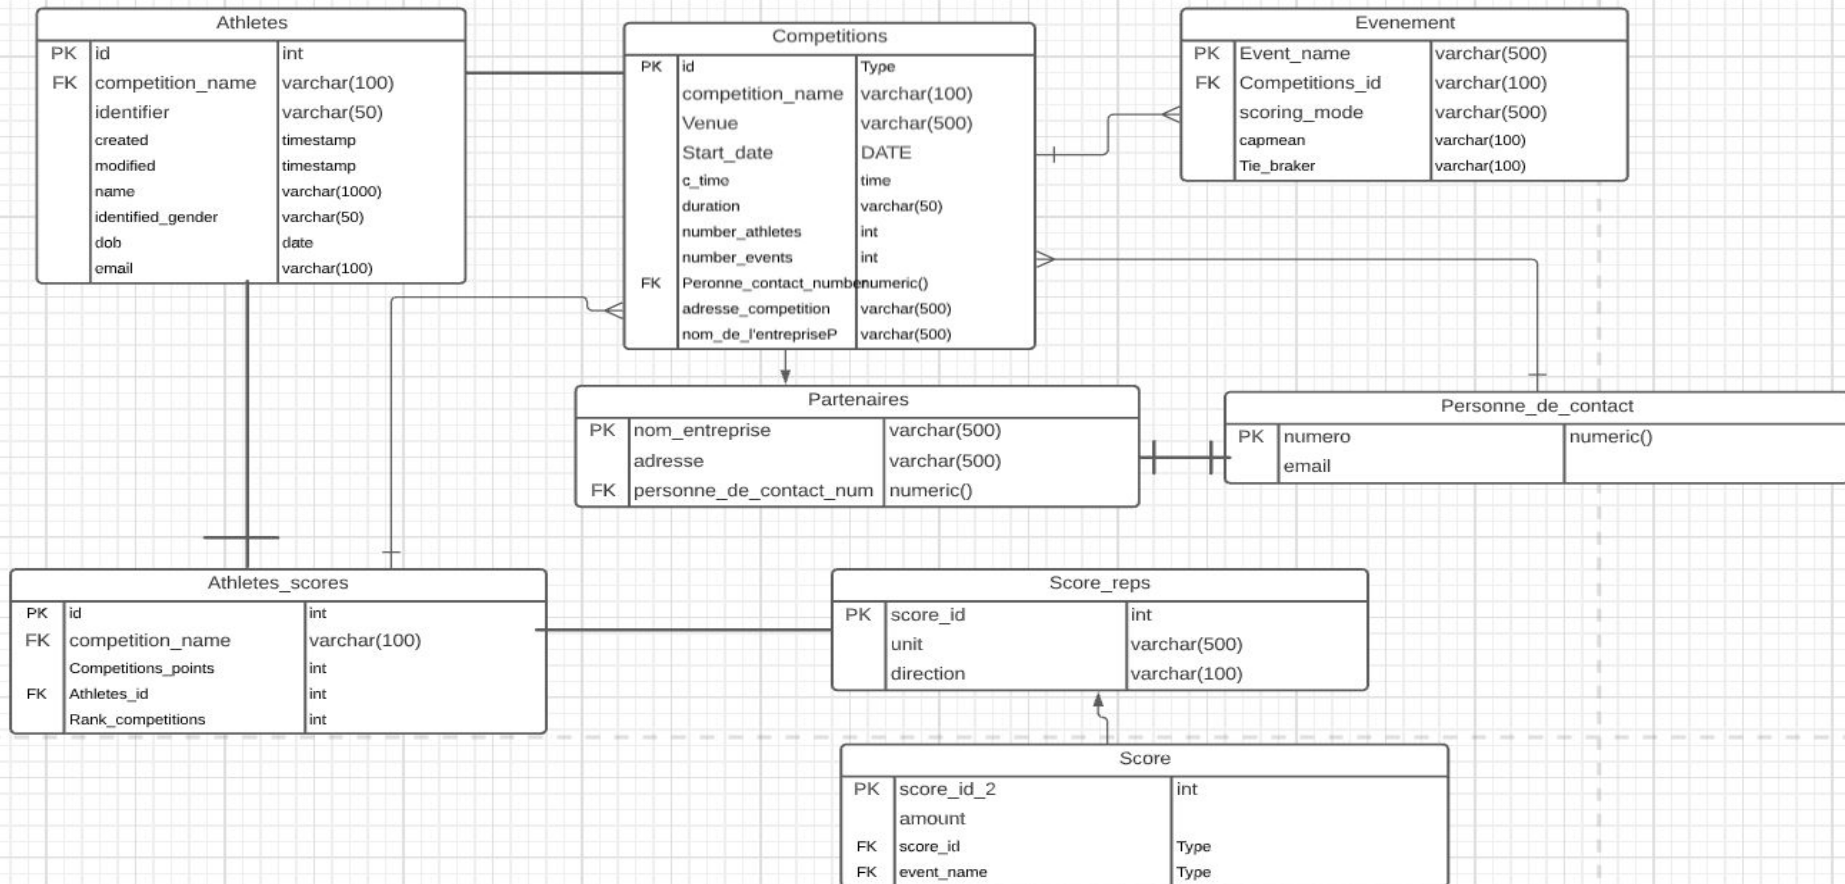 Athletes
PK id int
FK competition_name varchar(100)
identifier varchar(50)
created timestamp
modified timestamp
name varchar(1000)
identified_gender varchar(50)
dob date
email varchar(100)
Competitions
PK id Type
competition_name varchar(100)
Venue varchar(500)
Start_date DATE
c_time time
duration varchar(50)
number_athletes int
number_events int
FK Peronne_contact_number numeric()
adresse_competition varchar(500)
nom_de_l'entrepriseP varchar(500)
Evenement
PK Event_name varchar(500)
FK Competitions_id varchar(100)
scoring_mode varchar(500)
capmean varchar(100)
Tie_braker varchar(100)
Partenaires
PK nom_entreprise varchar(500)
adresse varchar(500)
FK personne_de_contact_num numeric()
Personne_de_contact
PK numero numeric()
email
Athletes_scores
PK id int
FK competition_name varchar(100)
Competitions_points int
FK Athletes_id int
Rank_competitions int
Score_reps
PK score_id int
unit varchar(500)
direction varchar(100)
Score
PK score_id_2 int
amount
FK score_id Type
FK event_name Type